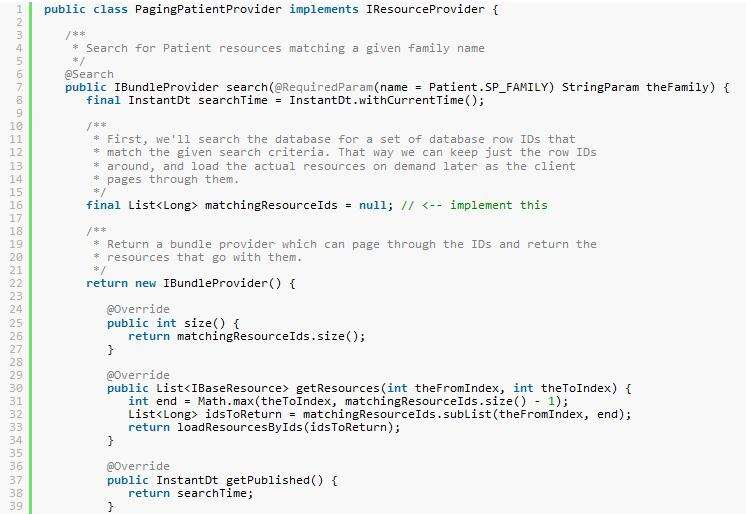 1 public class PagingPatientProvider implements IResourceProvider {
2
3 /**
4 * Search for Patient resources matching a given family name
5 */
6 @Search
7 public IBundleProvider search(@RequiredParam(name = Patient.SP_FAMILY) StringParam theFamily) {
8 final InstantDt searchTime = InstantDt.withCurrentTime();
9
10 /**
11 * First, we'll search the database for a set of database row IDs that
12 * match the given search criteria. That way we can keep just the row IDs
13 * around, and load the actual resources on demand later as the client
14 * pages through them.
15 */
16 final List<Long> matchingResourceIds = null; // <-- implement this
17
18 /**
19 * Return a bundle provider which can page through the IDs and return the
20 * resources that go with them.
21 */
22 return new IBundleProvider() {
23
24 @Override
25 public int size() {
26 return matchingResourceIds.size();
27 }
28
29 @Override
30 public List<IBaseResource> getResources(int theFromIndex, int theToIndex) {
31 int end = Math.max(theToIndex, matchingResourceIds.size() - 1);
32 List<Long> idsToReturn = matchingResourceIds.subList(theFromIndex, end);
33 return loadResourcesByIds(idsToReturn);
34 }
35
36 @Override
37 public InstantDt getPublished() {
38 return searchTime;
39 }